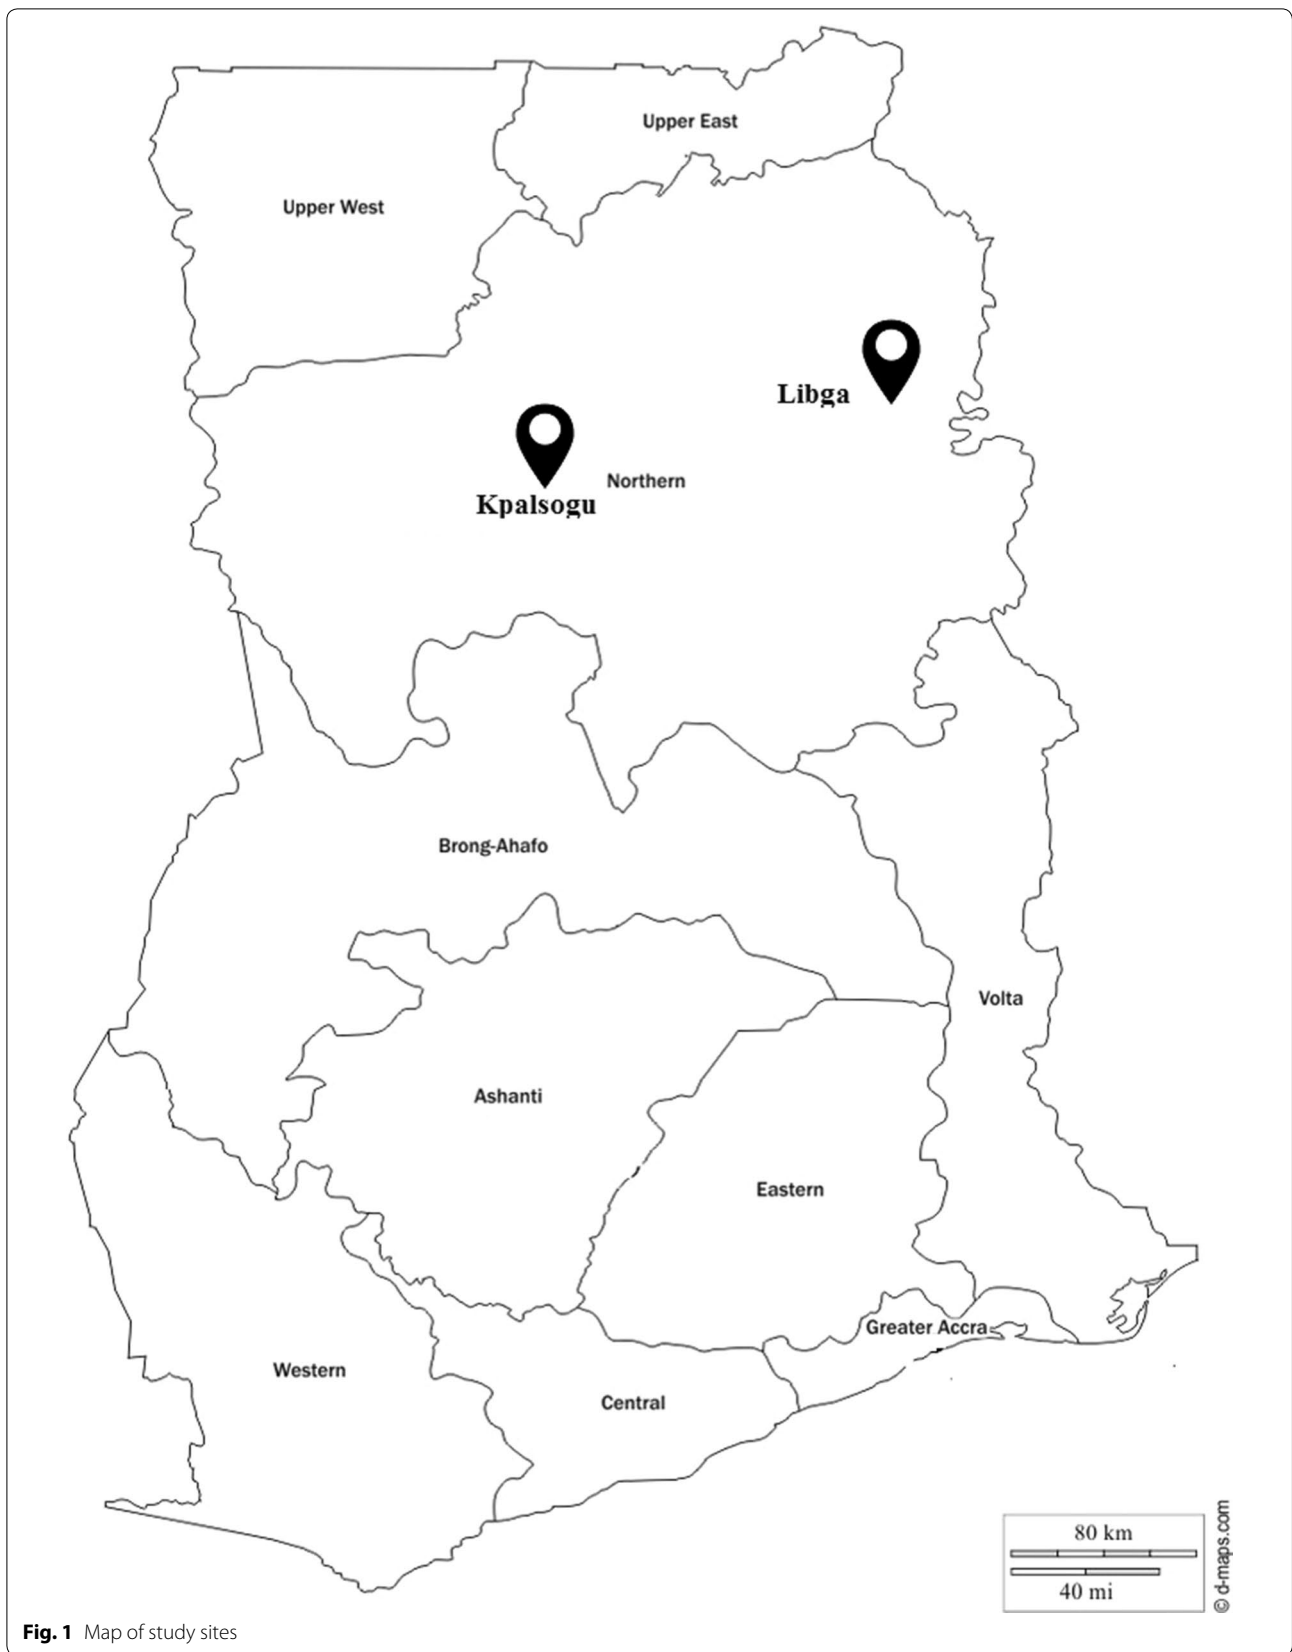 Upper East
Upper West
Libga
Northern
Kpalsogu
Brong-Ahafo
Volta
Ashanti
Eastern
Greater Accra
Western
Central
80 km
40 mi
© d-maps.com
Fig. 1 Map of study sites